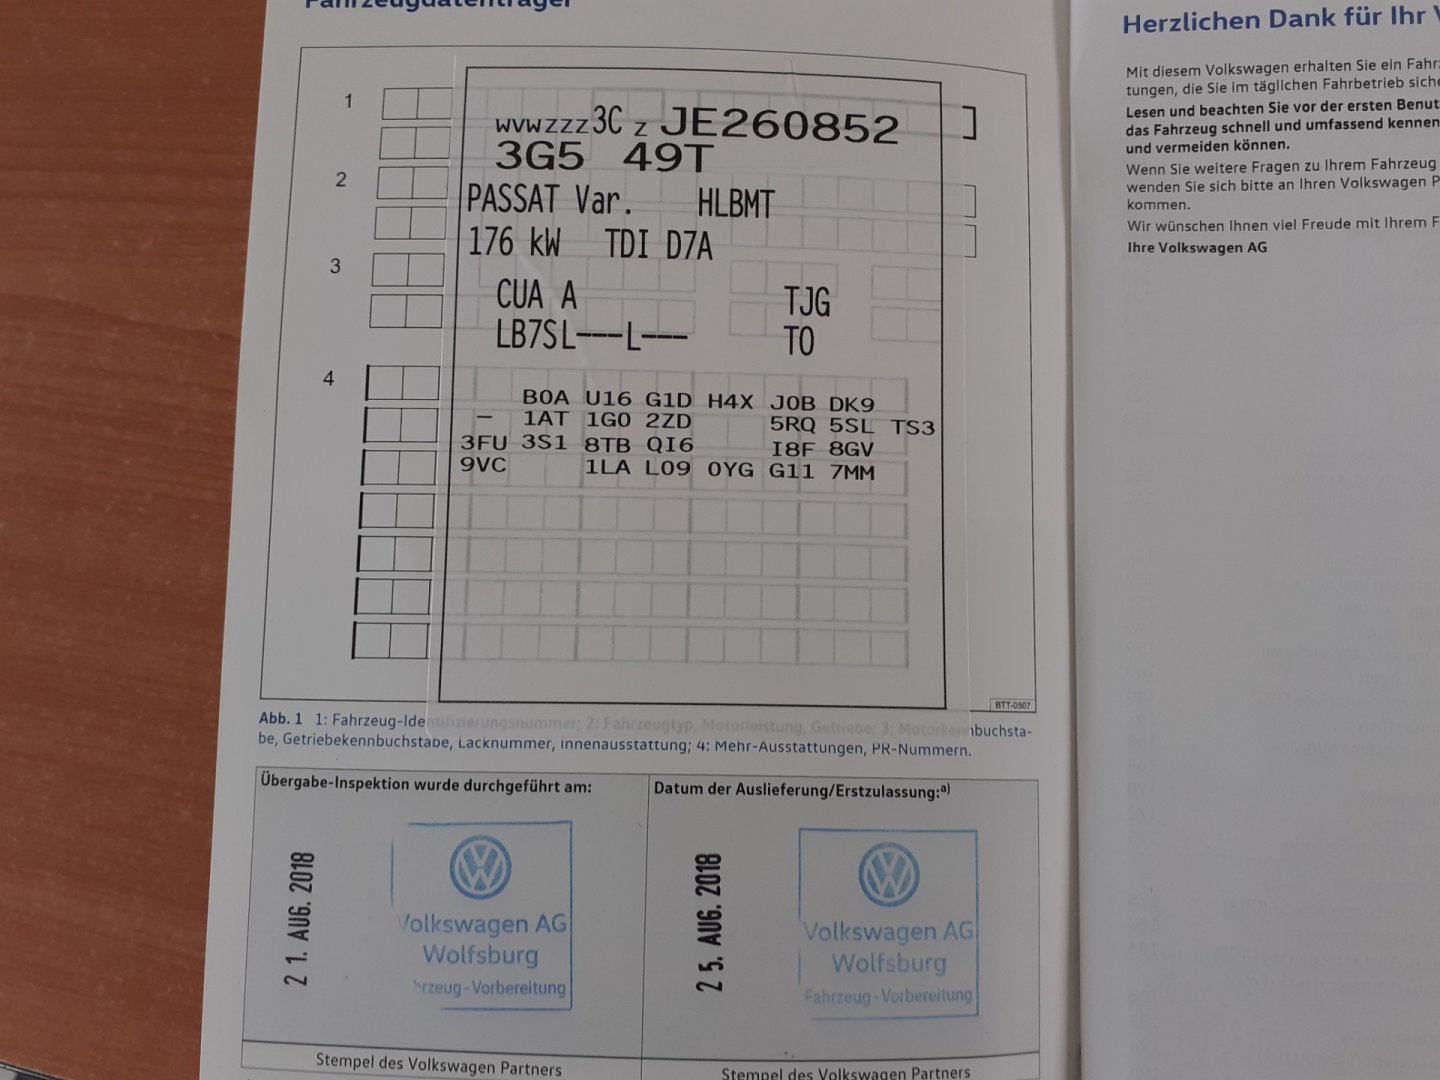 Fahrzeugdatenträger
1
WVWZZZ3C Z JE260852
3G5 49T
2
PASSAT Var. HLBMT
176 kW TDI D7A
3
CUA A TJG
LB7SL---L--- TO
4
B0A U16 G1D H4X J0B DK9
- 1AT 1G0 2ZD 5RQ 5SL TS3
3FU 3S1 8TB QI6 I8F 8GV
9VC 1LA L09 0YG G11 7MM
BTT-0507
Abb. 1 1: Fahrzeug-Identifizierungsnummer; 2: Fahrzeugtyp, Motorleistung, Getriebe; 3: Motorkennbuchsta-
be, Getriebekennbuchstabe, Lacknummer, Innenausstattung; 4: Mehr-Ausstattungen, PR-Nummern.
Übergabe-Inspektion wurde durchgeführt am:
21. AUG. 2018
Volkswagen AG
Wolfsburg
rzeug-Vorbereitung
Stempel des Volkswagen Partners
Datum der Auslieferung/Erstzulassung:a)
25. AUG. 2018
Volkswagen AG
Wolfsburg
Fahrzeug-Vorbereitung
Stempel des Volkswagen Partners
Herzlichen Dank für Ihr
Mit diesem Volkswagen erhalten Sie ein Fahrz
tungen, die Sie im täglichen Fahrbetrieb siche
Lesen und beachten Sie vor der ersten Benut
das Fahrzeug schnell und umfassend kennen
und vermeiden können.
Wenn Sie weitere Fragen zu Ihrem Fahrzeug
wenden Sie sich bitte an Ihren Volkswagen P
kommen.
Wir wünschen Ihnen viel Freude mit Ihrem F
Ihre Volkswagen AG